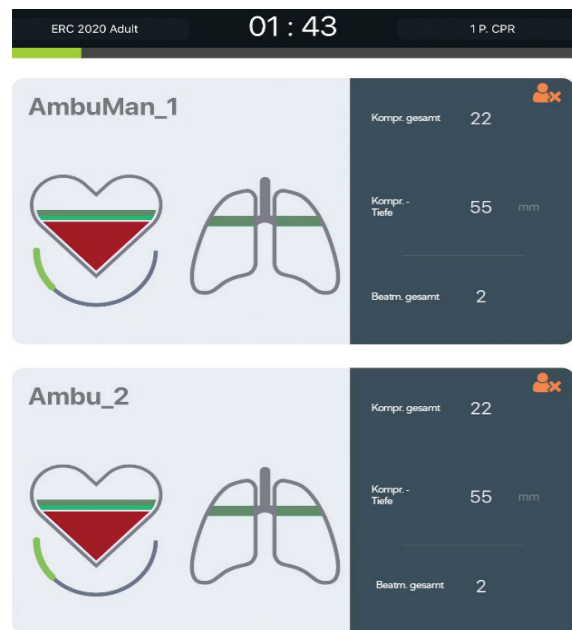 ERC 2020 Adult 01 : 43 1 P. CPR
AmbuMan_1
Kompr. gesamt 22
Kompr. -
Tiefe 55 mm
Beatm. gesamt 2
Ambu_2
Kompr. gesamt 22
Kompr. -
Tiefe 55 mm
Beatm. gesamt 2